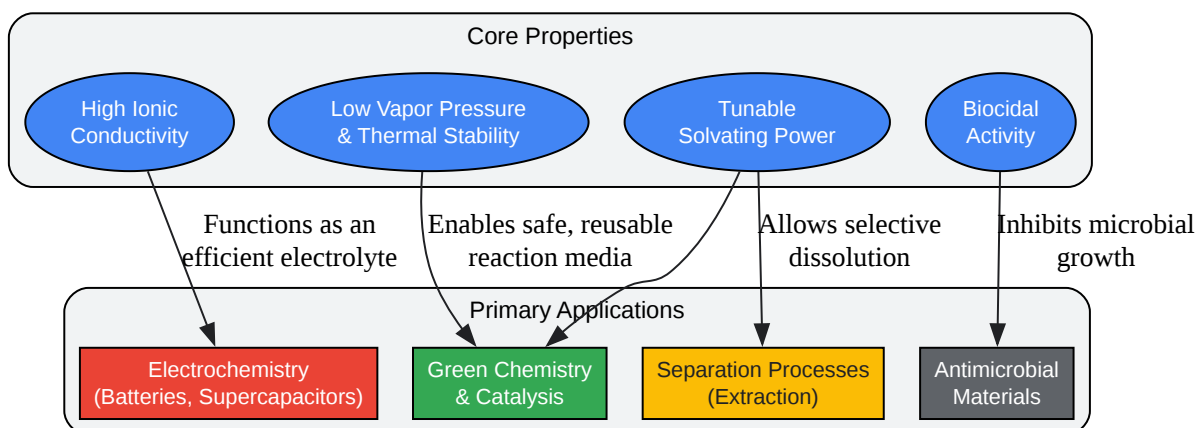 Core Properties
High Ionic
Conductivity
Low Vapor Pressure
& Thermal Stability
Tunable
Solvating Power
Biocidal
Activity
Functions as an
efficient electrolyte
Enables safe, reusable
reaction media
Allows selective
dissolution
Inhibits microbial
growth
Primary Applications
Electrochemistry
(Batteries, Supercapacitors)
Green Chemistry
& Catalysis
Separation Processes
(Extraction)
Antimicrobial
Materials